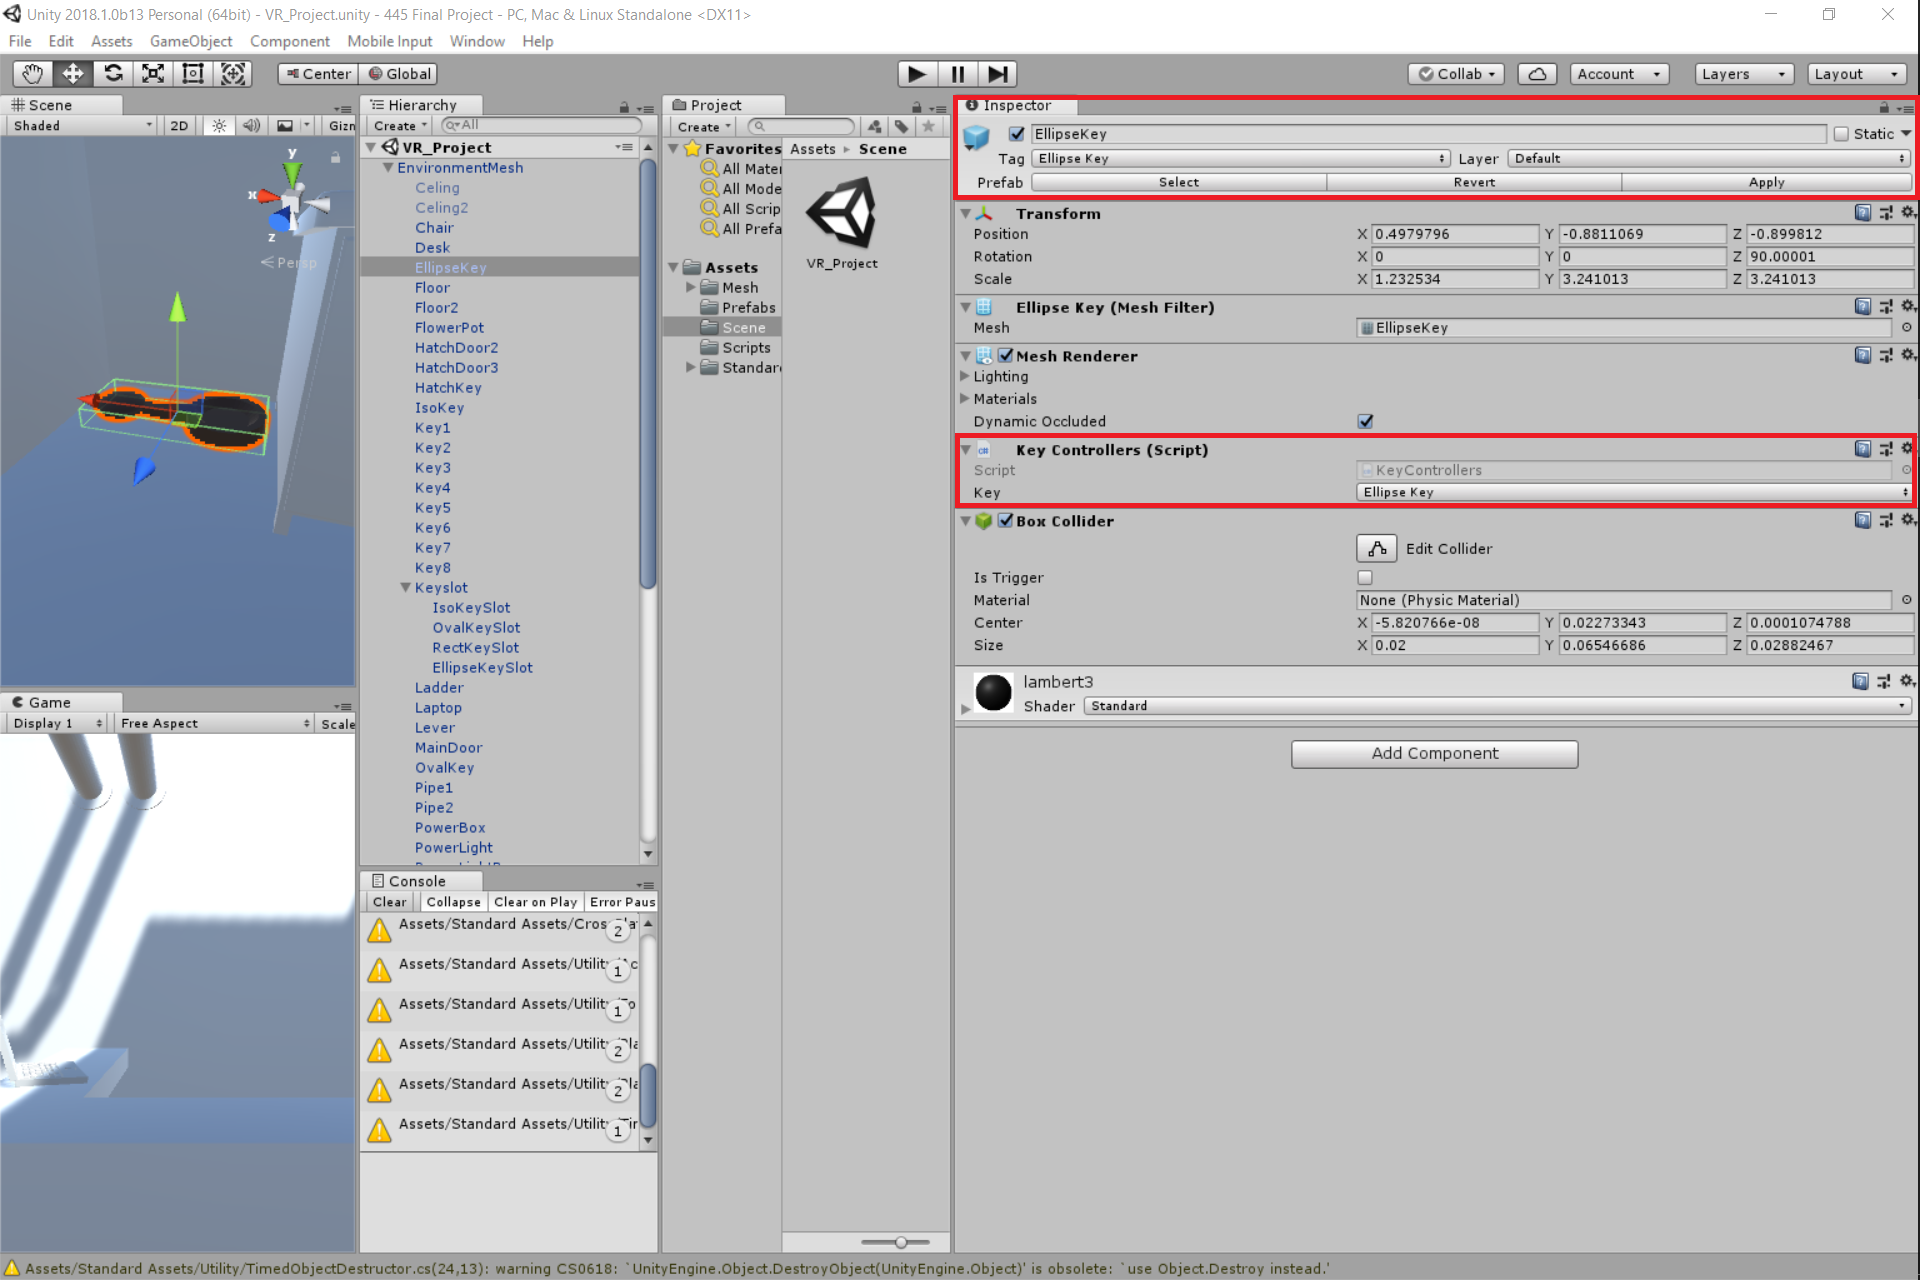 Unity 2018.1.0b13 Personal (64bit) - VR_Project.unity - 445 Final Project - PC, Mac & Linux Standalone <DX11>
File Edit Assets GameObject Component Mobile Input Window Help
Center Global Collab Account Layers Layout
Scene
Shaded 2D Gizn
y
x
z
Persp
Game
Display 1 Free Aspect Scale
Hierarchy
Create All
VR_Project
EnvironmentMesh
Celing
Celing2
Chair
Desk
EllipseKey
Floor
Floor2
FlowerPot
HatchDoor2
HatchDoor3
HatchKey
IsoKey
Key1
Key2
Key3
Key4
Key5
Key6
Key7
Key8
Keyslot
IsoKeySlot
OvalKeySlot
RectKeySlot
EllipseKeySlot
Ladder
Laptop
Lever
MainDoor
OvalKey
Pipe1
Pipe2
PowerBox
PowerLight
Console
Clear Collapse Clear on Play Error Paus
Assets/Standard Assets/Cros 2
Assets/Standard Assets/Utilit 1
Assets/Standard Assets/Utilit 1
Assets/Standard Assets/Utilit 2
Assets/Standard Assets/Utilit 2
Assets/Standard Assets/Utilit 1
Project
Create
Favorites
All Mater
All Mode
All Scrip
All Prefa
Assets
Mesh
Prefabs
Scene
Scripts
Standar
Assets Scene
VR_Project
Inspector
EllipseKey Static
Tag Ellipse Key Layer Default
Prefab Select Revert Apply
Transform
Position X 0.4979796 Y -0.8811069 Z -0.899812
Rotation X 0 Y 0 Z 90.00001
Scale X 1.232534 Y 3.241013 Z 3.241013
Ellipse Key (Mesh Filter)
Mesh EllipseKey
Mesh Renderer
Lighting
Materials
Dynamic Occluded
Key Controllers (Script)
Script KeyControllers
Key Ellipse Key
Box Collider
Edit Collider
Is Trigger
Material None (Physic Material)
Center X -5.820766e-08 Y 0.02273343 Z 0.0001074788
Size X 0.02 Y 0.06546686 Z 0.02882467
lambert3
Shader Standard
Add Component
Assets/Standard Assets/Utility/TimedObjectDestructor.cs(24,13): warning CS0618: `UnityEngine.Object.DestroyObject(UnityEngine.Object)' is obsolete: `use Object.Destroy instead.'